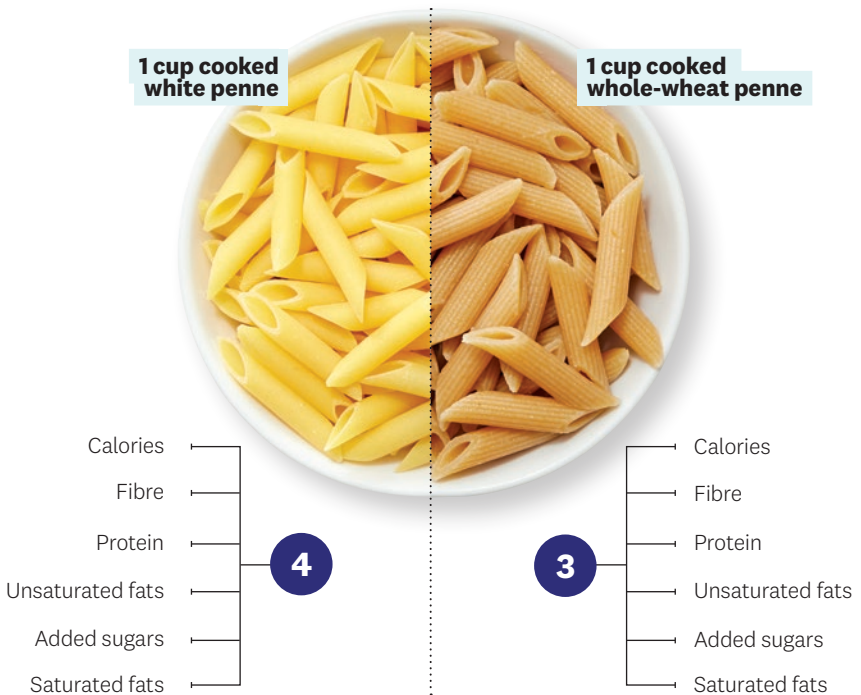 1 cup cooked
white penne
1 cup cooked
whole-wheat penne
Calories
Fibre
Protein
Unsaturated fats
Added sugars
Saturated fats
4
3
Calories
Fibre
Protein
Unsaturated fats
Added sugars
Saturated fats